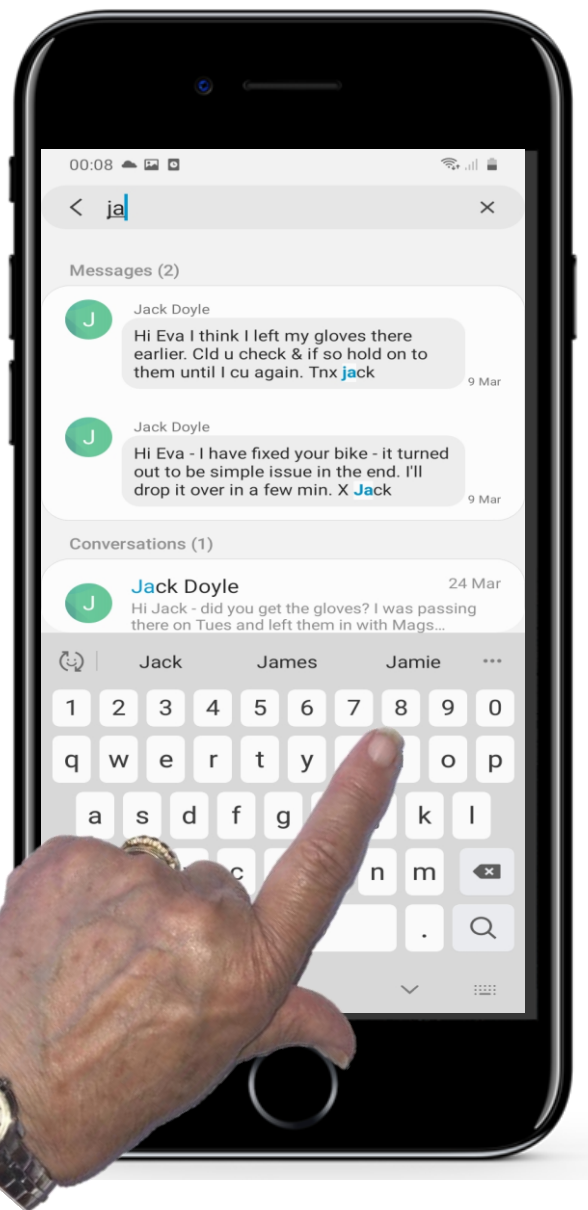 00:08
ja
Messages (2)
J
Jack Doyle
Hi Eva I think I left my gloves there
earlier. Cld u check & if so hold on to
them until I cu again. Tnx jack
9 Mar
J
Jack Doyle
Hi Eva - I have fixed your bike - it turned
out to be simple issue in the end. I'll
drop it over in a few min. X Jack
9 Mar
Conversations (1)
J
Jack Doyle
24 Mar
Hi Jack - did you get the gloves? I was passing
there on Tues and left them in with Mags...
Jack James Jamie
1 2 3 4 5 6 7 8 9 0
q w e r t y i o p
a s d f g k l
c n m
.